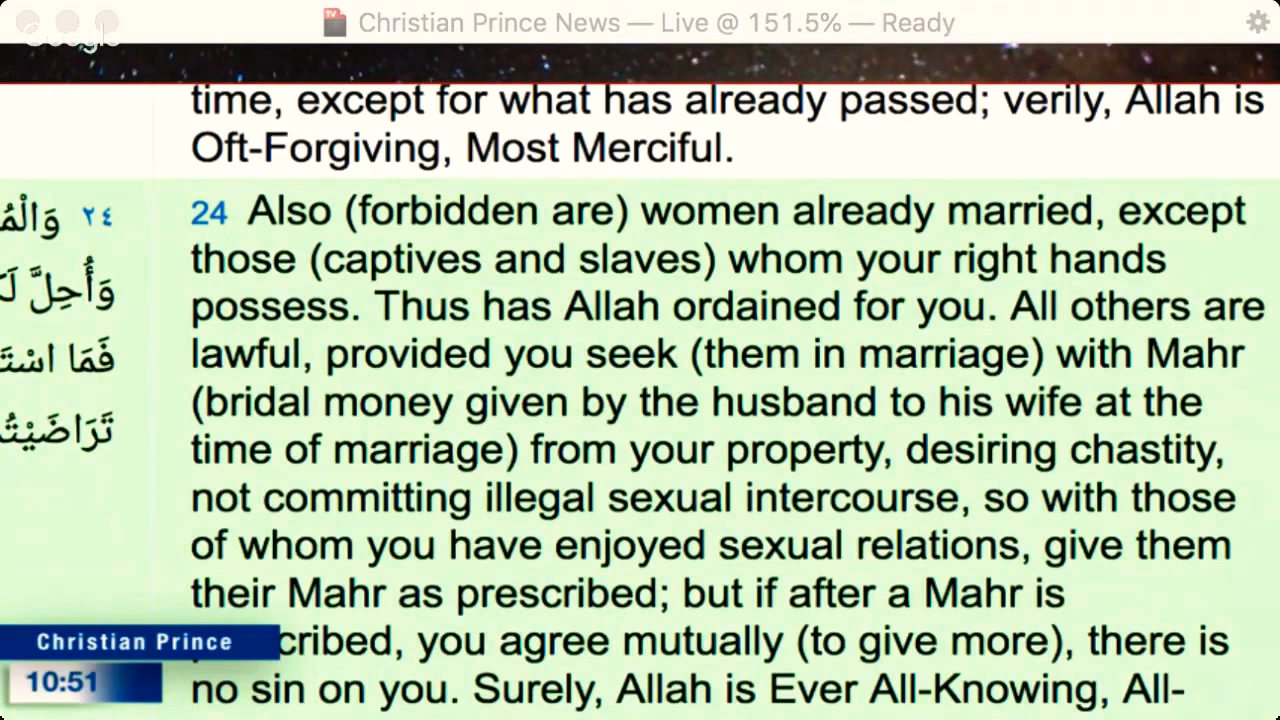 Christian Prince News — Live @ 151.5% — Ready
Google
time, except for what has already passed; verily, Allah is
Oft-Forgiving, Most Merciful.
24 Also (forbidden are) women already married, except
those (captives and slaves) whom your right hands
possess. Thus has Allah ordained for you. All others are
lawful, provided you seek (them in marriage) with Mahr
(bridal money given by the husband to his wife at the
time of marriage) from your property, desiring chastity,
not committing illegal sexual intercourse, so with those
of whom you have enjoyed sexual relations, give them
their Mahr as prescribed; but if after a Mahr is
cribed, you agree mutually (to give more), there is
no sin on you. Surely, Allah is Ever All-Knowing, All-
٢٤
وَأُحِلَّ
فَمَا
Christian Prince
10:51